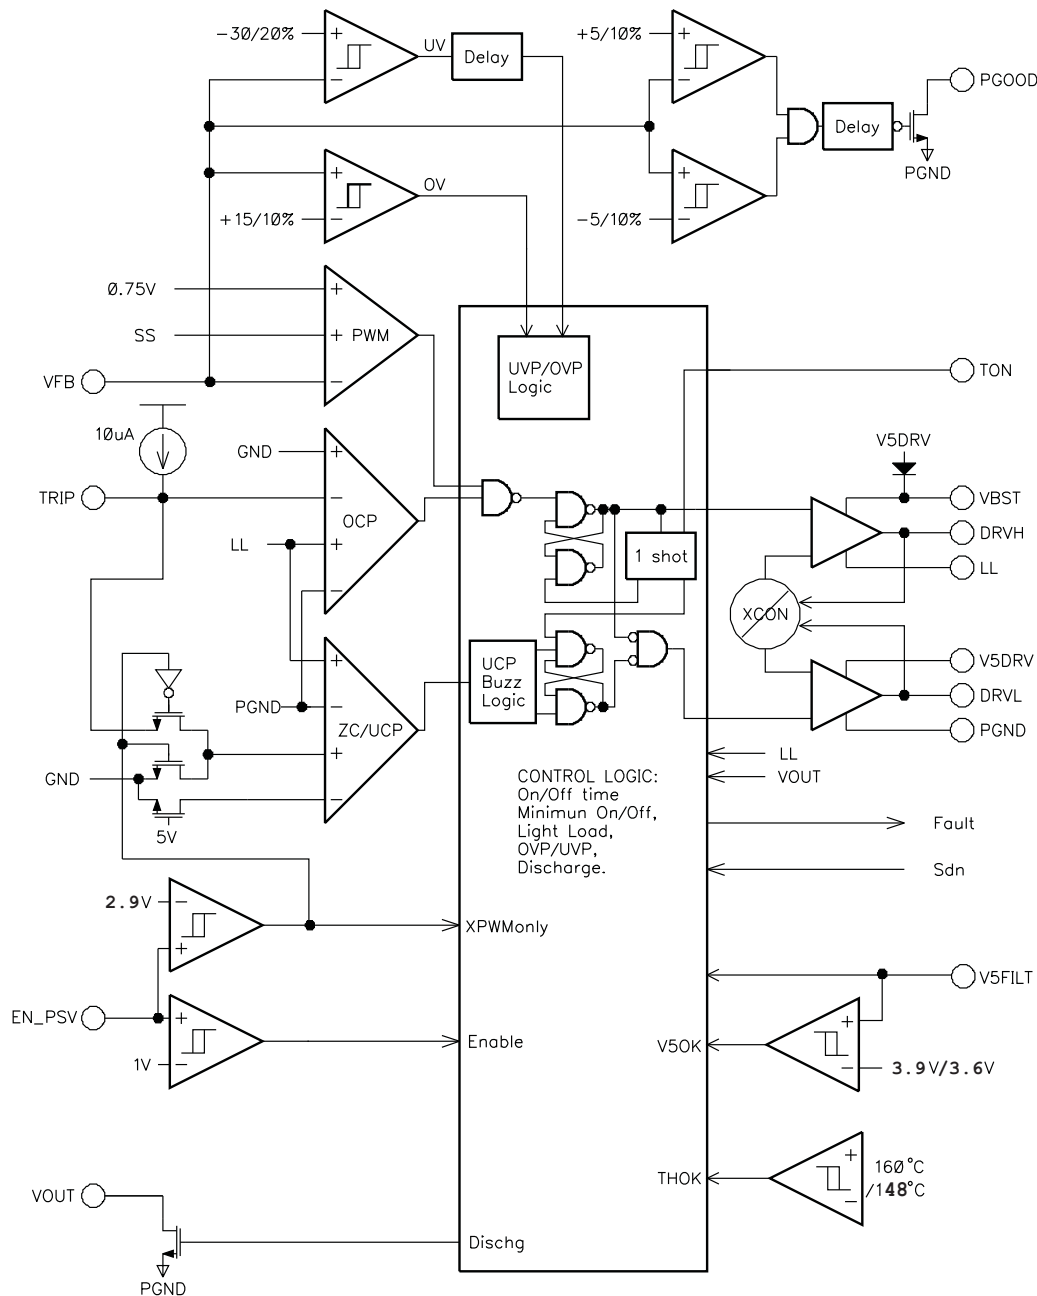 -30/20%
+
-
UV
Delay
+5/10%
+
-
PGOOD
Delay
PGND
+
-
+15/10%
OV
+
-
-5/10%
0.75V
SS
+
+
-
PWM
VFB
UVP/OVP
Logic
TON
10uA
GND
TRIP
LL
+
-
+
-
OCP
V5DRV
VBST
DRVH
LL
1 shot
XCON
PGND
+
-
+
-
ZC/UCP
UCP
Buzz
Logic
V5DRV
DRVL
PGND
GND
5V
LL
VOUT
CONTROL LOGIC:
On/Off time
Minimun On/Off,
Light Load,
OVP/UVP,
Discharge.
Fault
Sdn
2.9V
-
+
XPWMonly
EN_PSV
+
-
1V
Enable
V5FILT
V5OK
+
-
3.9V/3.6V
THOK
+
-
160°C
/148°C
VOUT
PGND
Dischg